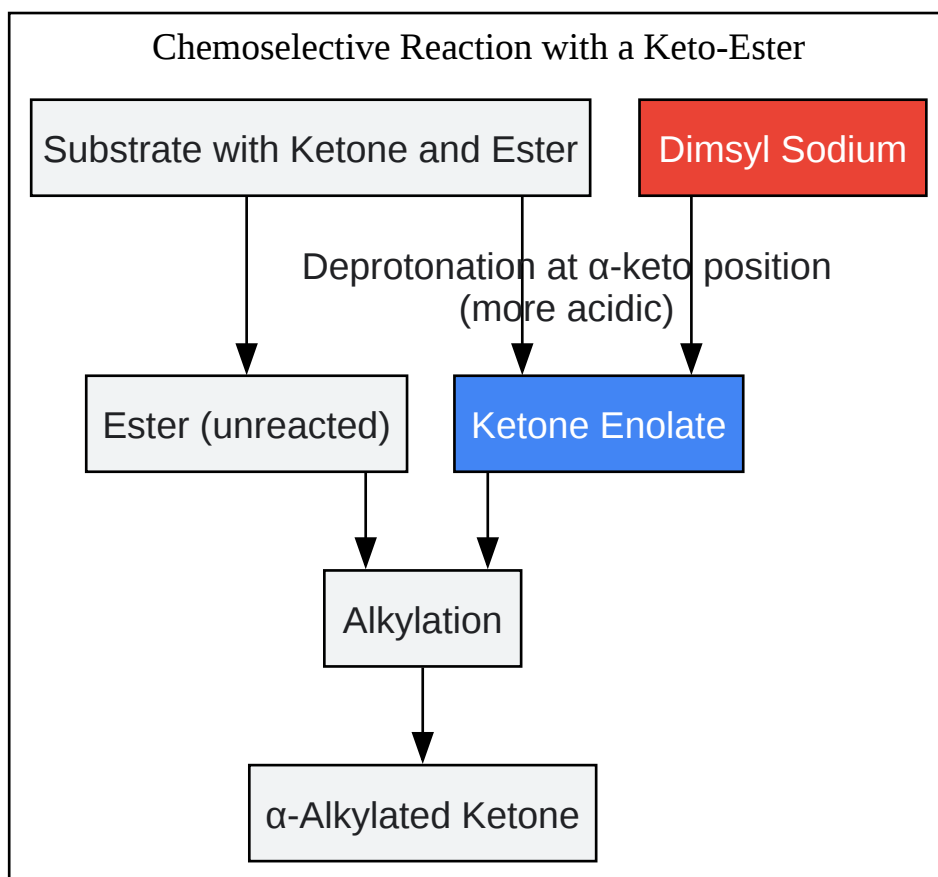 Chemoselective Reaction with a Keto-Ester
Substrate with Ketone and Ester
Dimsyl Sodium
Deprotonation at α-keto position
(more acidic)
Ester (unreacted)
Ketone Enolate
Alkylation
α-Alkylated Ketone